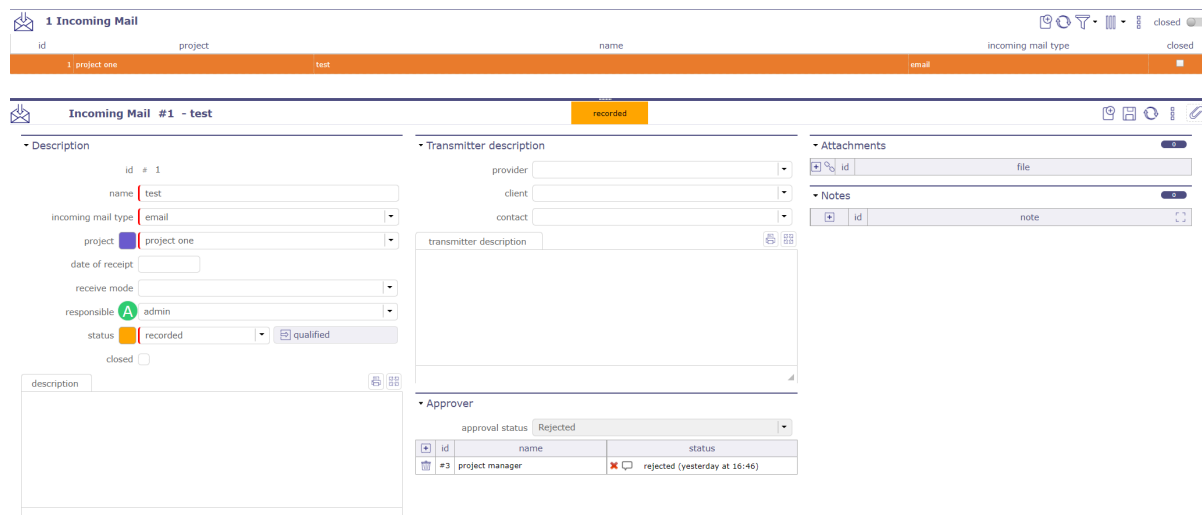 1 Incoming Mail
closed
id project name incoming mail type closed
1 project one test email
Incoming Mail #1 - test
recorded
Description
id # 1
name test
incoming mail type email
project project one
date of receipt
receive mode
responsible A admin
status recorded qualified
closed
description
Transmitter description
provider
client
contact
transmitter description
Approver
approval status Rejected
id name status
#3 project manager rejected (yesterday at 16:46)
Attachments 0
id file
Notes 0
id note